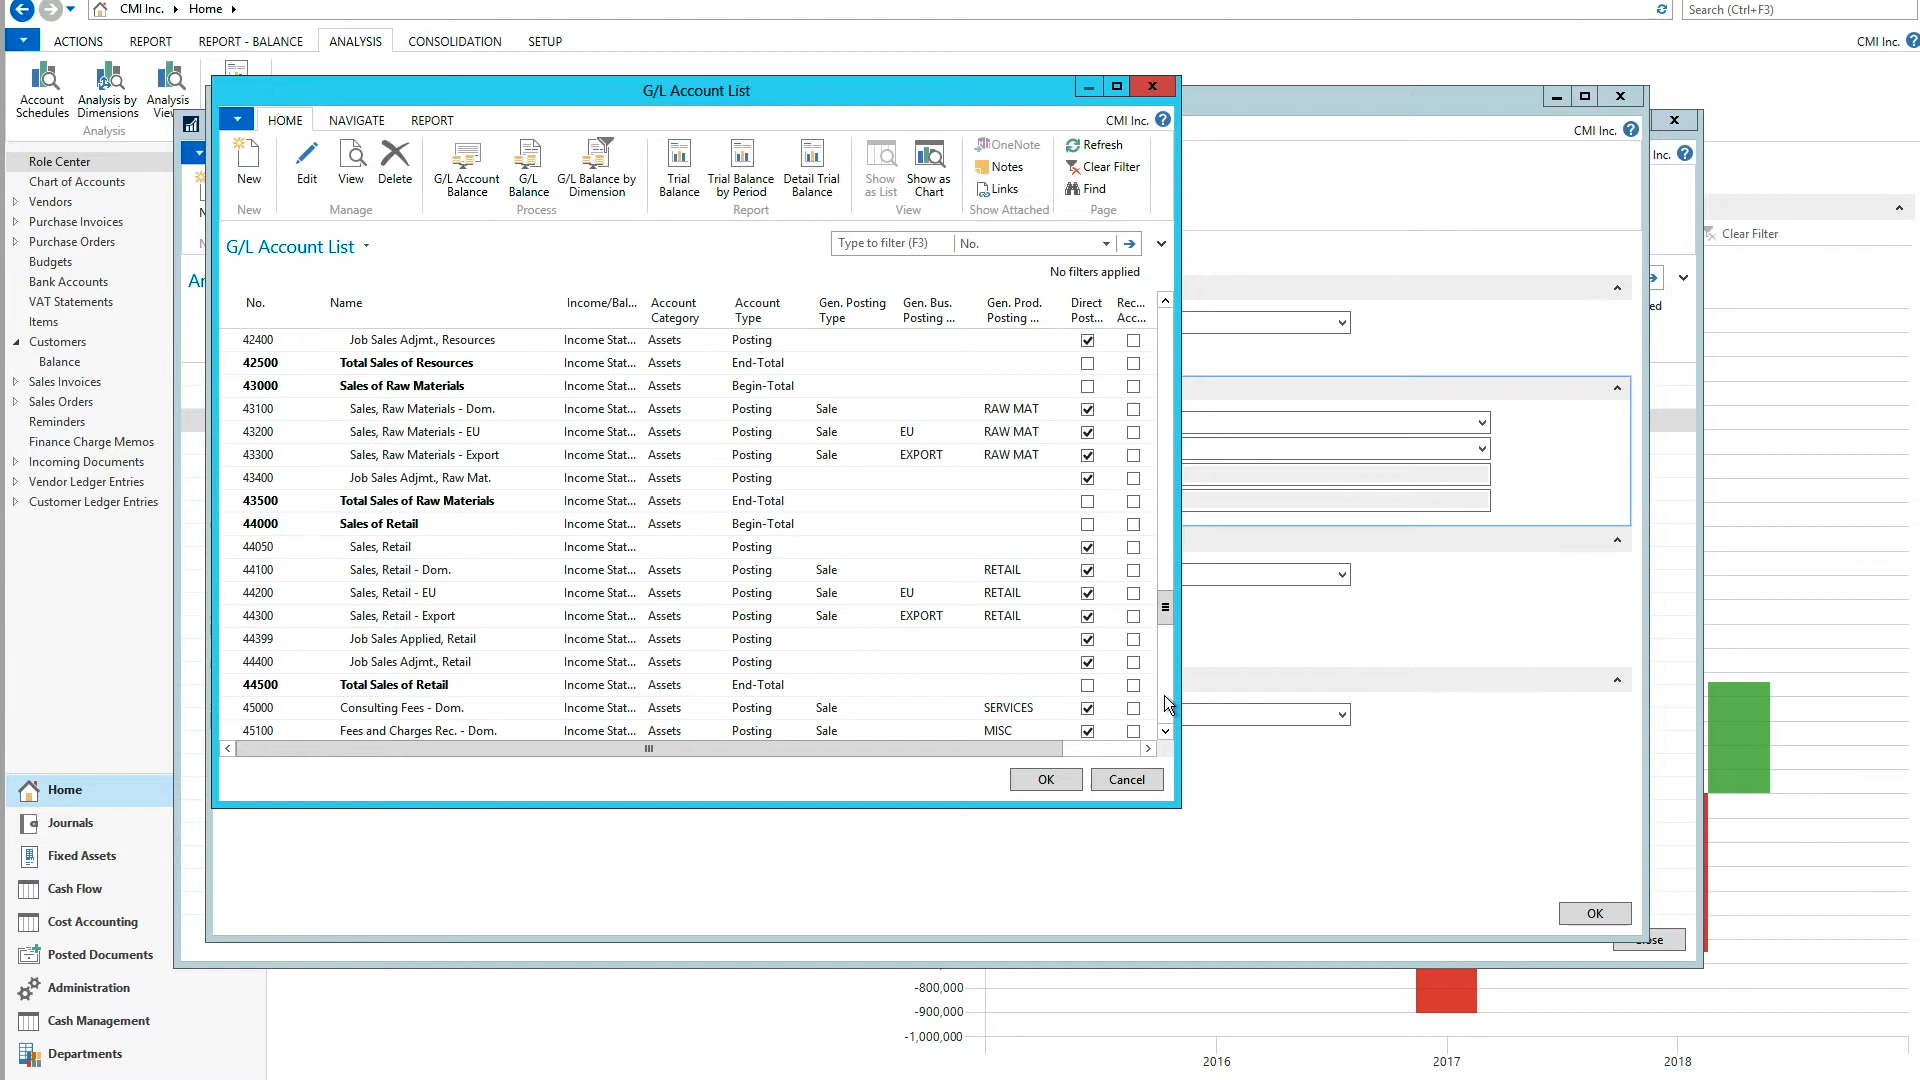 CMI Inc. Home
Search (Ctrl+F3)
ACTIONS REPORT REPORT - BALANCE ANALYSIS CONSOLIDATION SETUP
CMI Inc.
Account Schedules
Analysis by Dimensions
Analysis
Analysis
Role Center
Chart of Accounts
Vendors
Purchase Invoices
Purchase Orders
Budgets
Bank Accounts
VAT Statements
Items
Customers
Balance
Sales Invoices
Sales Orders
Reminders
Finance Charge Memos
Incoming Documents
Vendor Ledger Entries
Customer Ledger Entries
Home
Journals
Fixed Assets
Cash Flow
Cost Accounting
Posted Documents
Administration
Cash Management
Departments
G/L Account List
HOME NAVIGATE REPORT
CMI Inc.
New
Edit
View
Delete
G/L Account Balance
G/L Balance
G/L Balance by Dimension
Trial Balance
Trial Balance by Period
Detail Trial Balance
Show as List
Show as Chart
OneNote
Notes
Links
Refresh
Clear Filter
Find
New Manage Process Report View Show Attached Page
G/L Account List
Type to filter (F3) No.
No filters applied
No. Name Income/Bal... Account Category Account Type Gen. Posting Type Gen. Bus. Posting ... Gen. Prod. Posting ... Direct Post... Rec... Acc...
42400 Job Sales Adjmt., Resources Income Stat... Assets Posting
42500 Total Sales of Resources Income Stat... Assets End-Total
43000 Sales of Raw Materials Income Stat... Assets Begin-Total
43100 Sales, Raw Materials - Dom. Income Stat... Assets Posting Sale RAW MAT
43200 Sales, Raw Materials - EU Income Stat... Assets Posting Sale EU RAW MAT
43300 Sales, Raw Materials - Export Income Stat... Assets Posting Sale EXPORT RAW MAT
43400 Job Sales Adjmt., Raw Mat. Income Stat... Assets Posting
43500 Total Sales of Raw Materials Income Stat... Assets End-Total
44000 Sales of Retail Income Stat... Assets Begin-Total
44050 Sales, Retail Income Stat... Posting
44100 Sales, Retail - Dom. Income Stat... Assets Posting Sale RETAIL
44200 Sales, Retail - EU Income Stat... Assets Posting Sale EU RETAIL
44300 Sales, Retail - Export Income Stat... Assets Posting Sale EXPORT RETAIL
44399 Job Sales Applied, Retail Income Stat... Assets Posting
44400 Job Sales Adjmt., Retail Income Stat... Assets Posting
44500 Total Sales of Retail Income Stat... Assets End-Total
45000 Consulting Fees - Dom. Income Stat... Assets Posting Sale SERVICES
45100 Fees and Charges Rec. - Dom. Income Stat... Assets Posting Sale MISC
OK Cancel
CMI Inc.
Inc.
Clear Filter
OK
-800,000
-900,000
-1,000,000
2016 2017 2018